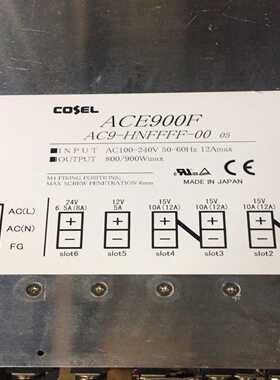 COSEL
ACE900F
AC9-HNFFFF-00 05
INPUT AC100-240V 50-60Hz 12Amax
OUTPUT 800/900Wmax
M4 FIXING POSITIONS,
MAX SCREW PENETRATION 6mm
MADE IN JAPAN
24V 12V 15V 15V 15V
6.5A(8A) 5A 10A(12A) 10A(12A) 10A(12A)
AC(L)
AC(N)
FG
slot6 slot5 slot4 slot3 slot2